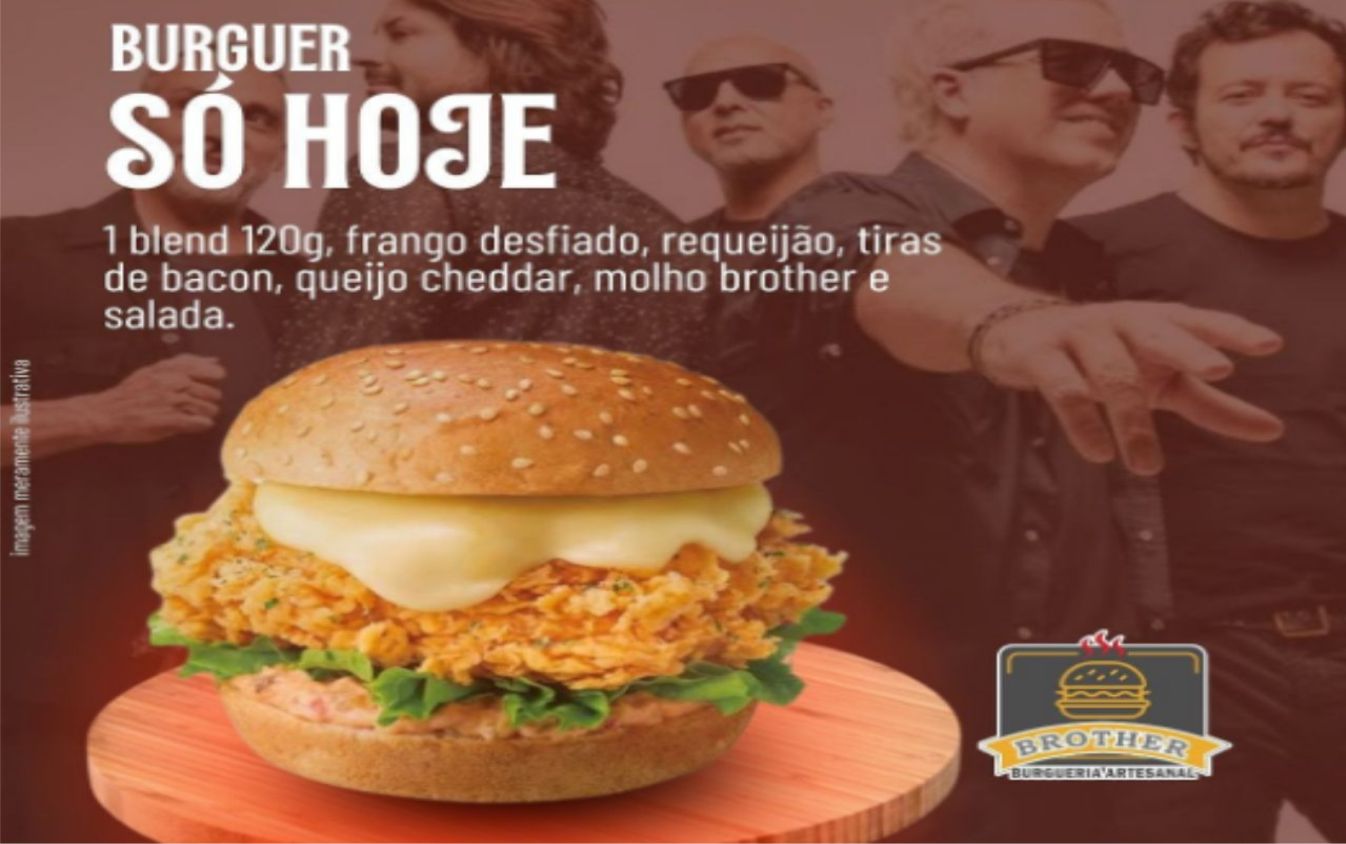 BURGUER
SÓ HOJE
1 blend 120g, frango desfiado, requeijão, tiras
de bacon, queijo cheddar, molho brother e
salada.
imagem meramente ilustrativa
BROTHER
BURGUERIA ARTESANAL